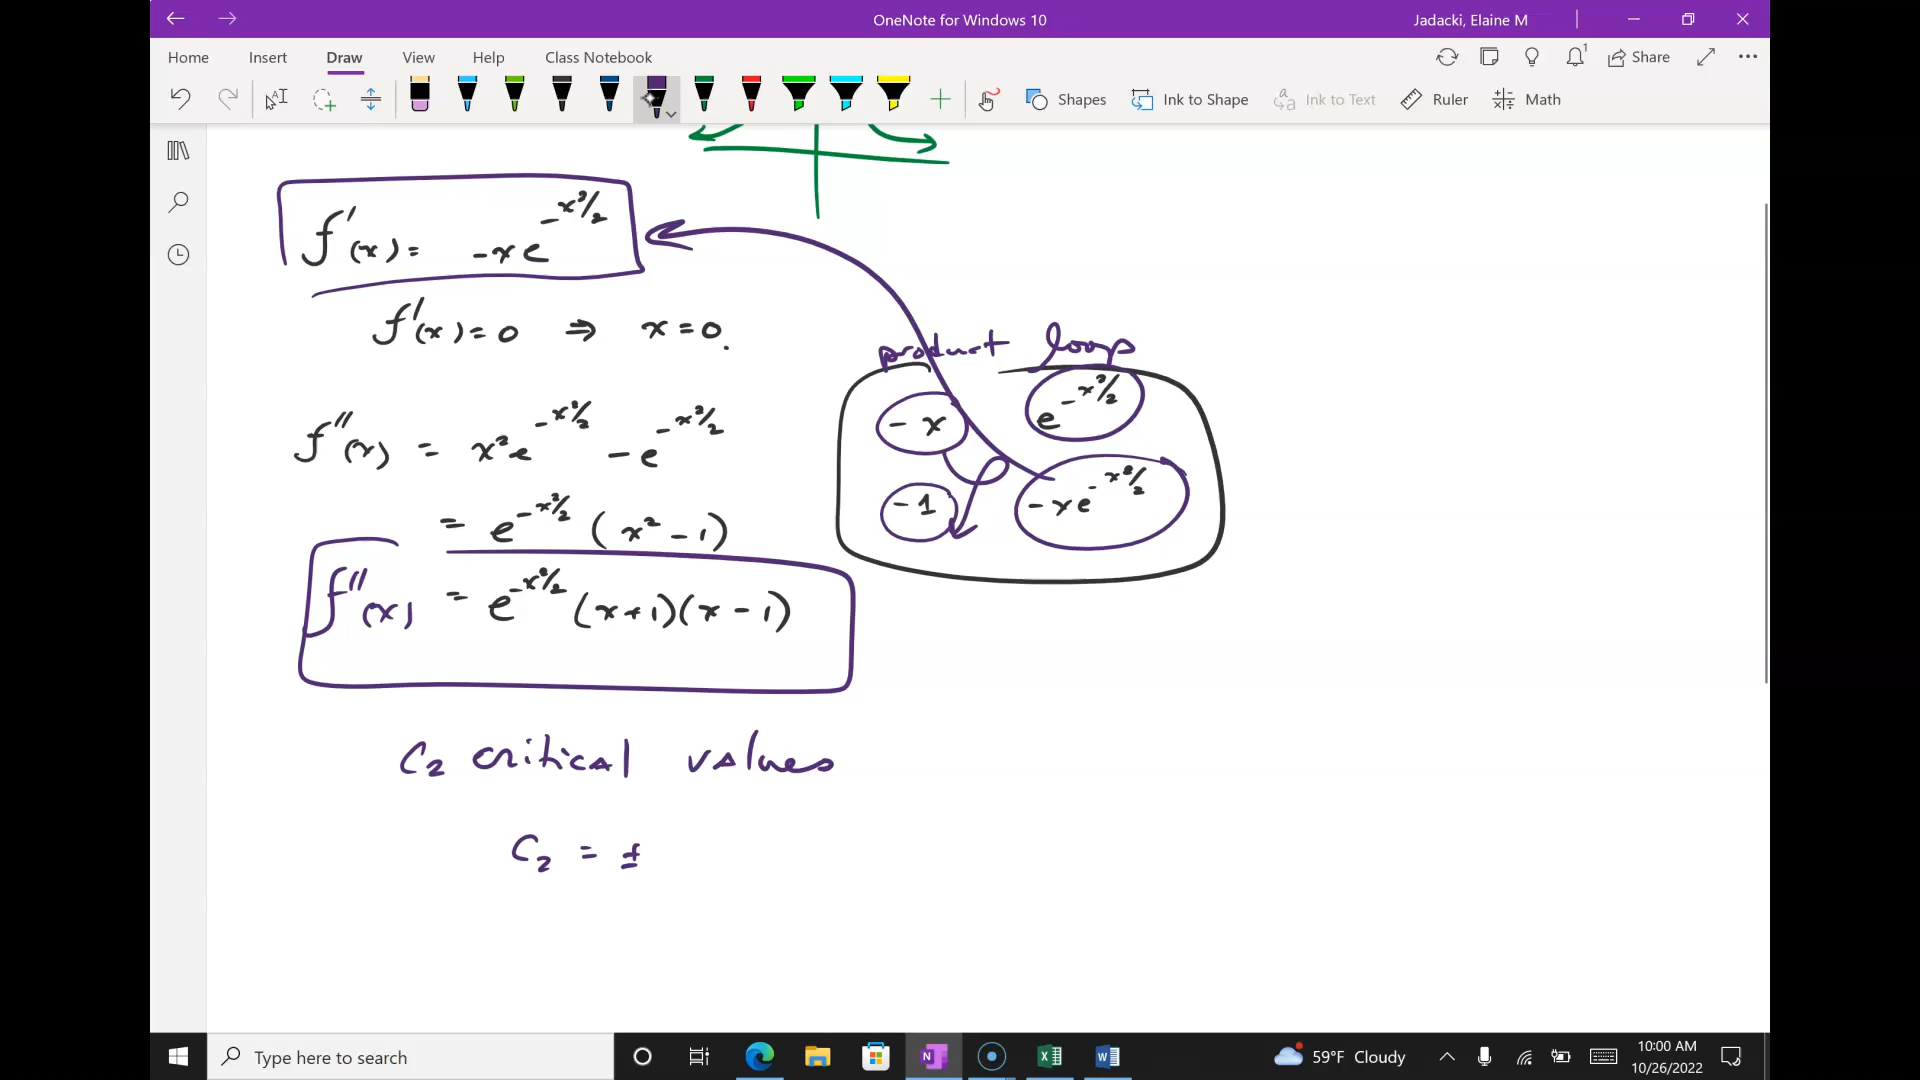 OneNote for Windows 10
Jadacki, Elaine M
Home Insert Draw View Help Class Notebook
1
Share
Shapes Ink to Shape Ink to Text Ruler Math
f'(x) = -xe^{-x²/2}
f'(x) = 0 ⇒ x = 0.
product loop
-x e^{-x²/2}
-1 -xe^{-x²/2}
f''(x) = x²e^{-x²/2} - e^{-x²/2}
= e^{-x²/2} (x² - 1)
f''(x) = e^{-x²/2} (x+1)(x-1)
C₂ critical values
C₂ = ±
Type here to search
59°F Cloudy
10:00 AM
10/26/2022